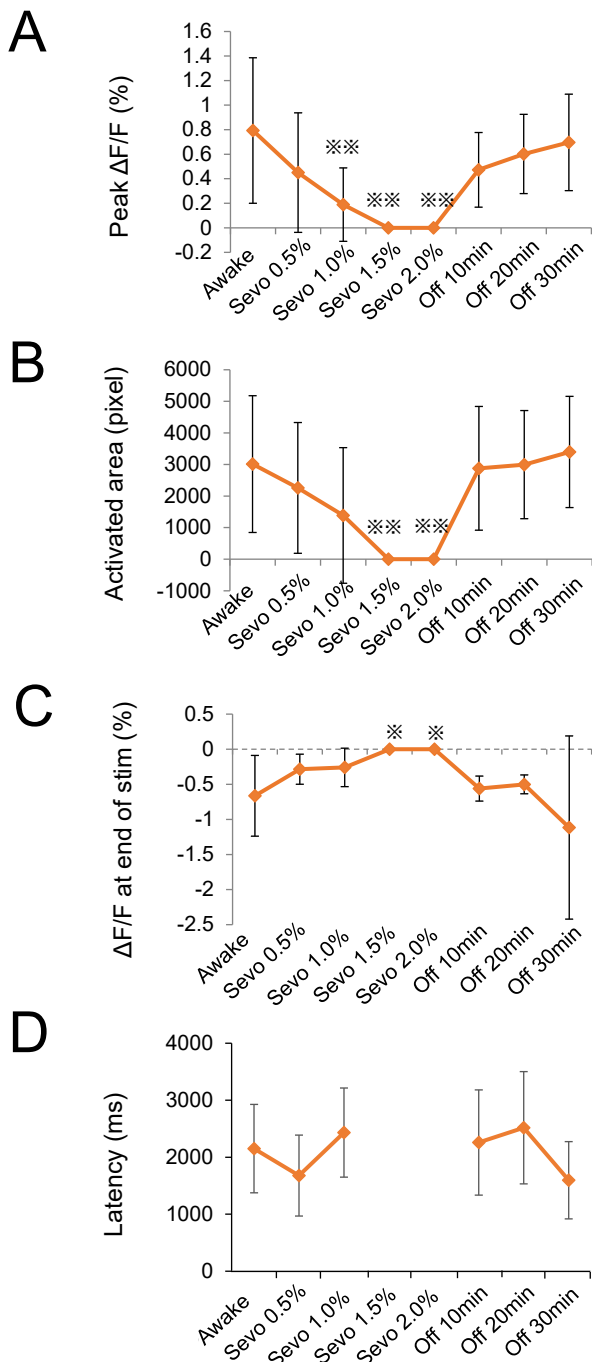 A
Peak ΔF/F (%)
1.6
1.4
1.2
1
0.8
0.6
0.4
0.2
0
-0.2
※※
※※
※※
Awake
Sevo 0.5%
Sevo 1.0%
Sevo 1.5%
Sevo 2.0%
Off 10min
Off 20min
Off 30min
B
Activated area (pixel)
6000
5000
4000
3000
2000
1000
0
-1000
※※
※※
Awake
Sevo 0.5%
Sevo 1.0%
Sevo 1.5%
Sevo 2.0%
Off 10min
Off 20min
Off 30min
C
ΔF/F at end of stim (%)
0.5
0
-0.5
-1
-1.5
-2
-2.5
※
※
Awake
Sevo 0.5%
Sevo 1.0%
Sevo 1.5%
Sevo 2.0%
Off 10min
Off 20min
Off 30min
D
Latency (ms)
4000
3000
2000
1000
0
Awake
Sevo 0.5%
Sevo 1.0%
Sevo 1.5%
Sevo 2.0%
Off 10min
Off 20min
Off 30min